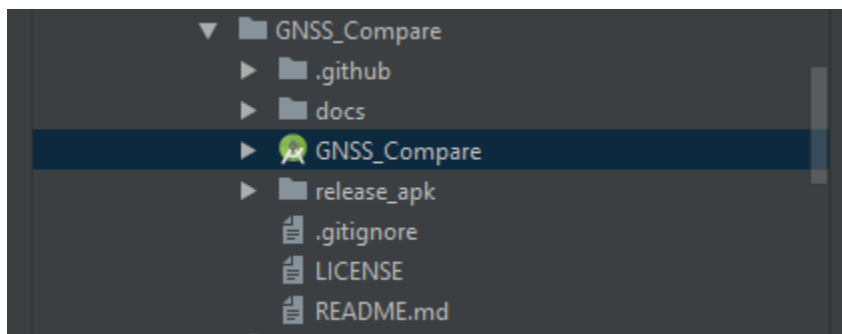 GNSS_Compare
.github
docs
GNSS_Compare
release_apk
.gitignore
LICENSE
README.md